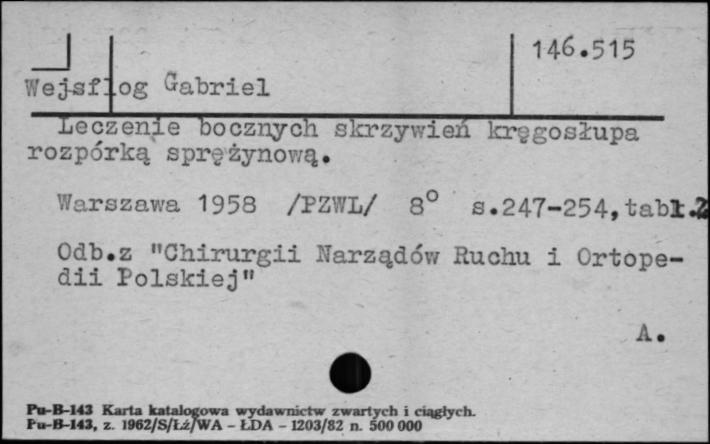 146.515
Wejsflog Gabriel
Leczenie bocznych skrzywień kręgosłupa
rozpórką sprężynową.
Warszawa 1958 /PZWL/ 8° s.247-254, tabl.2
Odb.z "Chirurgii Narządów Ruchu i Ortope-
dii Polskiej"
A.
Pu-B-143 Karta katalogowa wydawnictw zwartych i ciągłych.
Pu-B-143, z. 1962/S/Łź/WA - ŁDA - 1203/82 n. 500 000